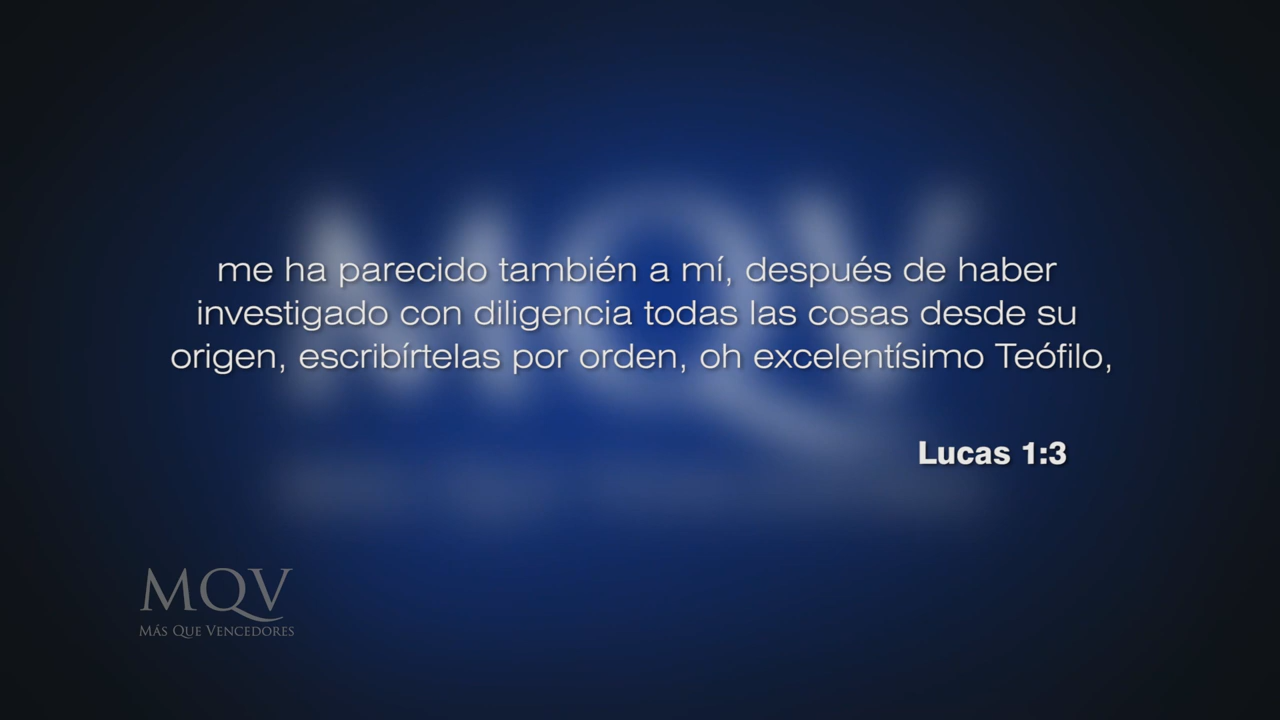 me ha parecido también a mí, después de haber
investigado con diligencia todas las cosas desde su
origen, escribírtelas por orden, oh excelentísimo Teófilo,
Lucas 1:3
MQV
MÁS QUE VENCEDORES